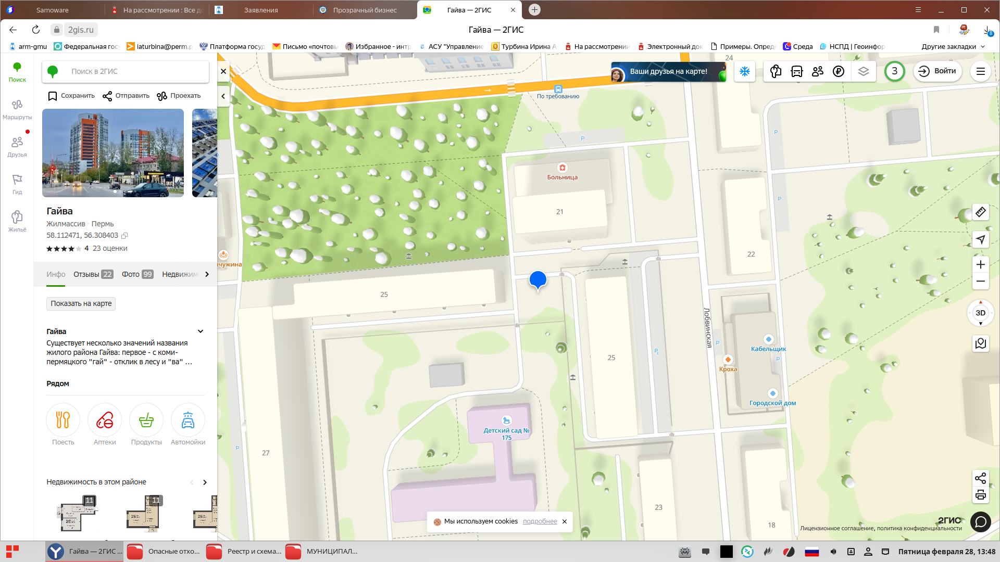 Samoware
На рассмотрении : Все до
Заявления
Прозрачный бизнес
Гайва — 2ГИС
2gis.ru
Гайва — 2ГИС
arm-gmu
Федеральная гос
iaturbina@perm.p
Платформа госуд
Письмо «почтовы
Избранное - интр
АСУ "Управление
Турбина Ирина А
На рассмотрении
Электронный док
Примеры. Опред
Среда
НСПД | Геоинфор
Другие закладки
Поиск
Маршруты
Друзья
Гид
Жильё
Поиск в 2ГИС
Сохранить
Отправить
Проехать
Гайва
Жилмассив · Пермь
58.112471, 56.308403
4 23 оценки
Инфо
Отзывы 22
Фото 99
Недвижим
Показать на карте
Гайва
Существует несколько значений названия
жилого района Гайва: первое - с коми-
пермяцкого "гай" - отклик в лесу и "ва" …
Рядом
Поесть
Аптеки
Продукты
Автомойки
Недвижимость в этом районе
11
11
Ваши друзья на карте!
3
Войти
24
По требованию
P
P
P
Больница
21
22
чужина
25
25
Лобвинская
P
P
Кабельщик
P
Кроха
Городской дом
Детский сад №
175
P
27
23
18
3D
Мы используем cookies подробнее
2ГИС
Лицензионное соглашение, политика конфиденциальности
Гайва — 2ГИС ...
Опасные отхо...
Реестр и схема...
МУНИЦИПАЛ...
Пятница февраля 28, 13:48